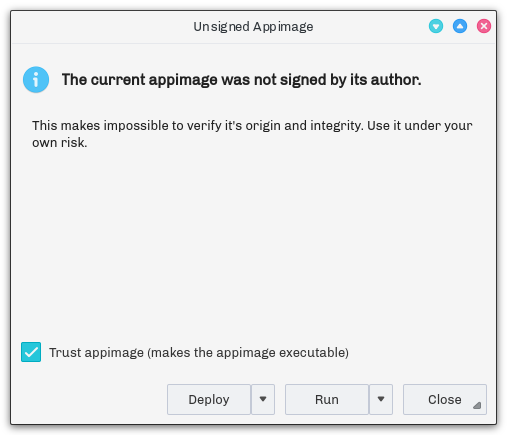 Unsigned Appimage
The current appimage was not signed by its author.
This makes impossible to verify it's origin and integrity. Use it under your
own risk.
Trust appimage (makes the appimage executable)
Deploy
Run
Close